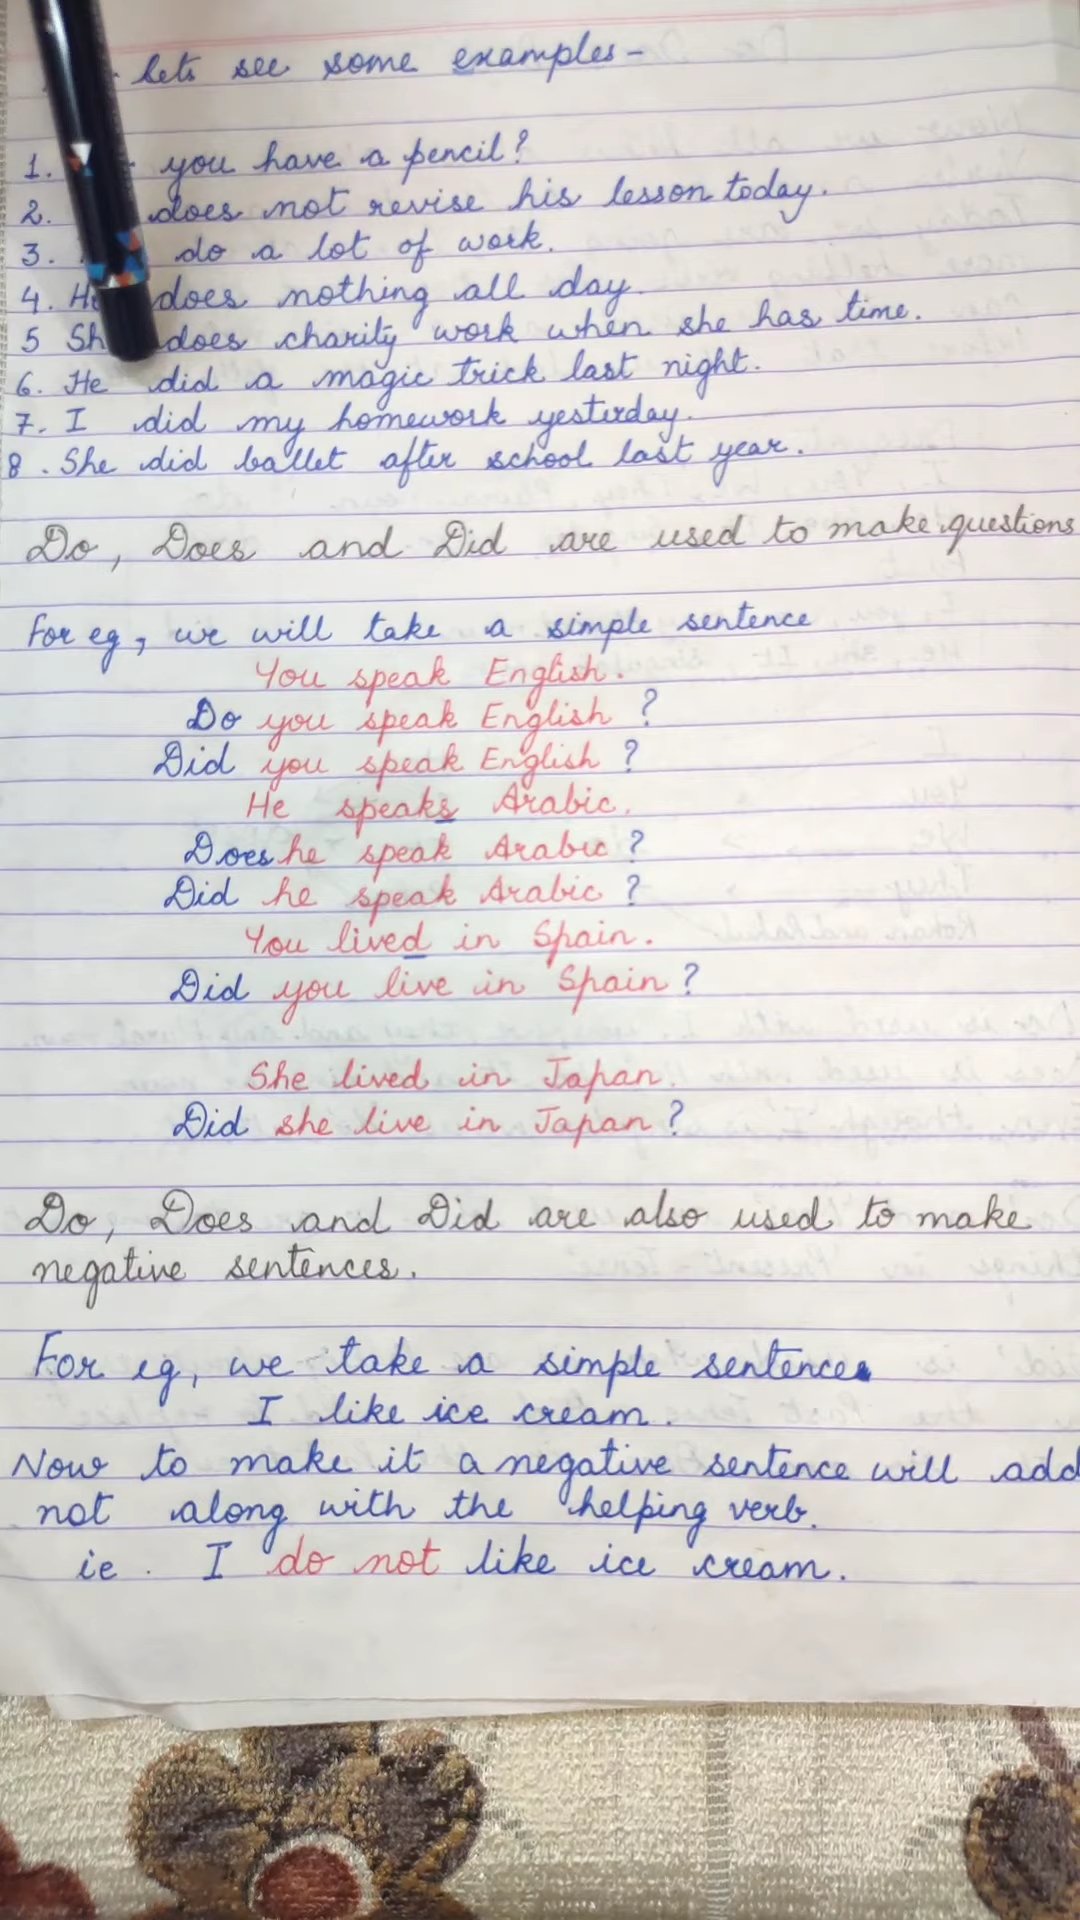 lets see some examples-
1. you have a pencil?
2. does not revise his lesson today.
3. do a lot of work.
4. He does nothing all day.
5 She does charity work when she has time.
6. He did a magic trick last night.
7. I did my homework yesterday.
8. She did ballet after school last year.
Do, Does and Did are used to make questions
For eg, we will take a simple sentence
You speak English.
Do you speak English ?
Did you speak English ?
He speaks Arabic.
Does he speak Arabic ?
Did he speak Arabic ?
You lived in Spain.
Did you live in Spain ?
She lived in Japan.
Did she live in Japan ?
Do, Does and Did are also used to make
negative sentences.
For eg, we take a simple sentence
I like ice cream.
Now to make it a negative sentence will add
not along with the helping verb.
ie. I do not like ice cream.